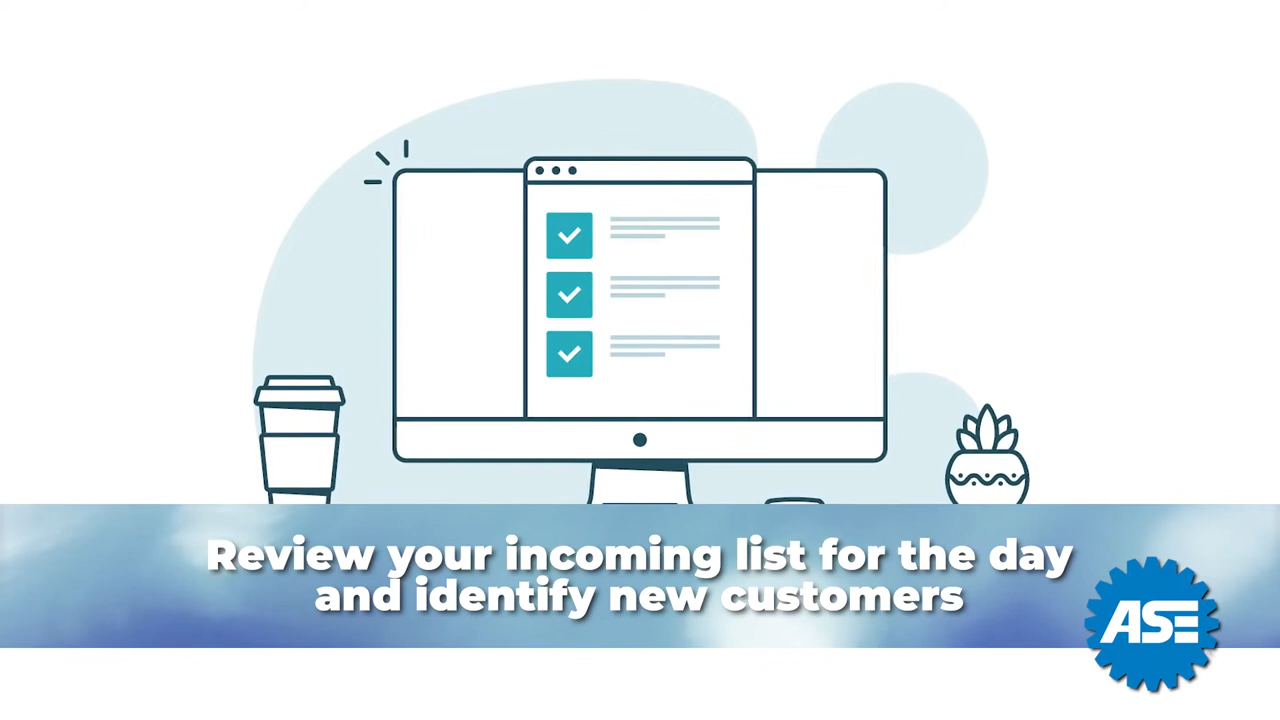 Review your incoming list for the day
and identify new customers
ASE